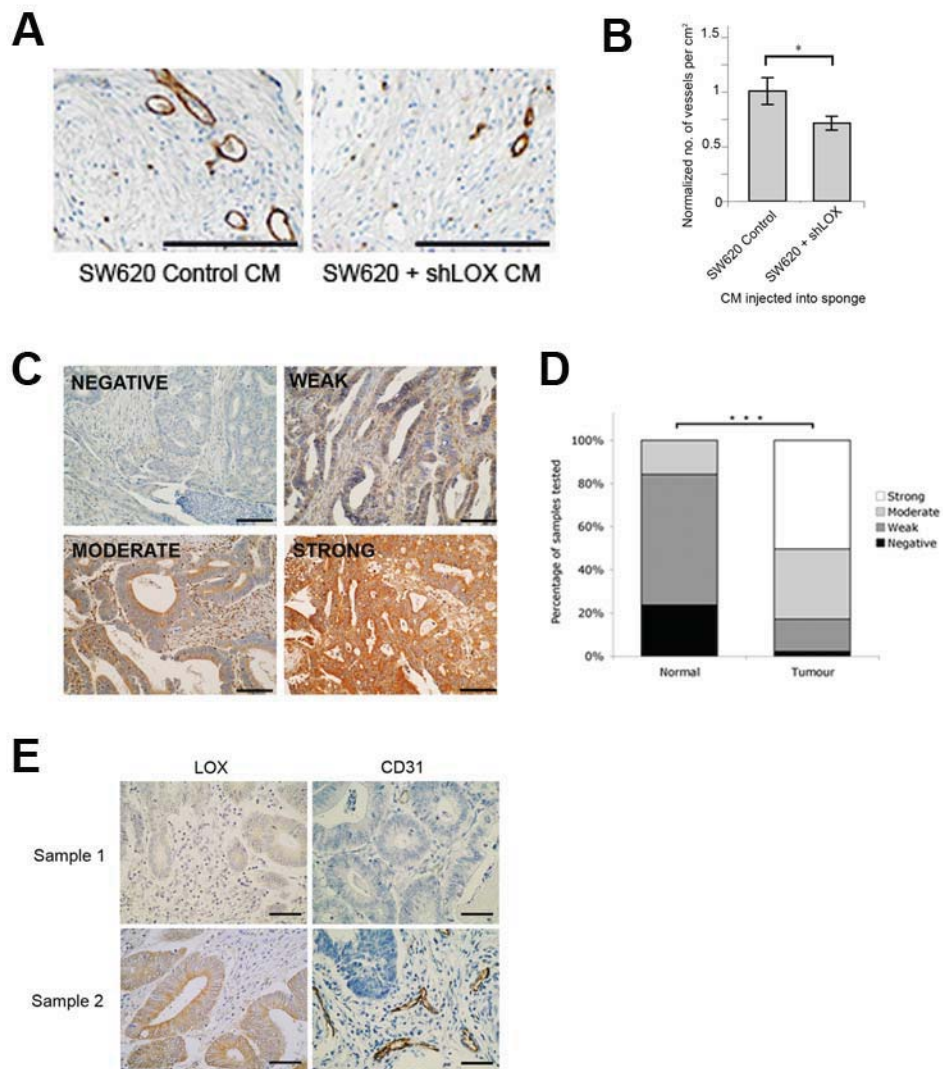 A
SW620 Control CM
SW620 + shLOX CM
B
Normalized no. of vessels per cm²
1.5
1
0.5
0
*
SW620 Control
SW620 + shLOX
CM injected into sponge
C
NEGATIVE
WEAK
MODERATE
STRONG
D
Percentage of samples tested
100%
80%
60%
40%
20%
0%
* * *
Normal
Tumour
Strong
Moderate
Weak
Negative
E
LOX
CD31
Sample 1
Sample 2